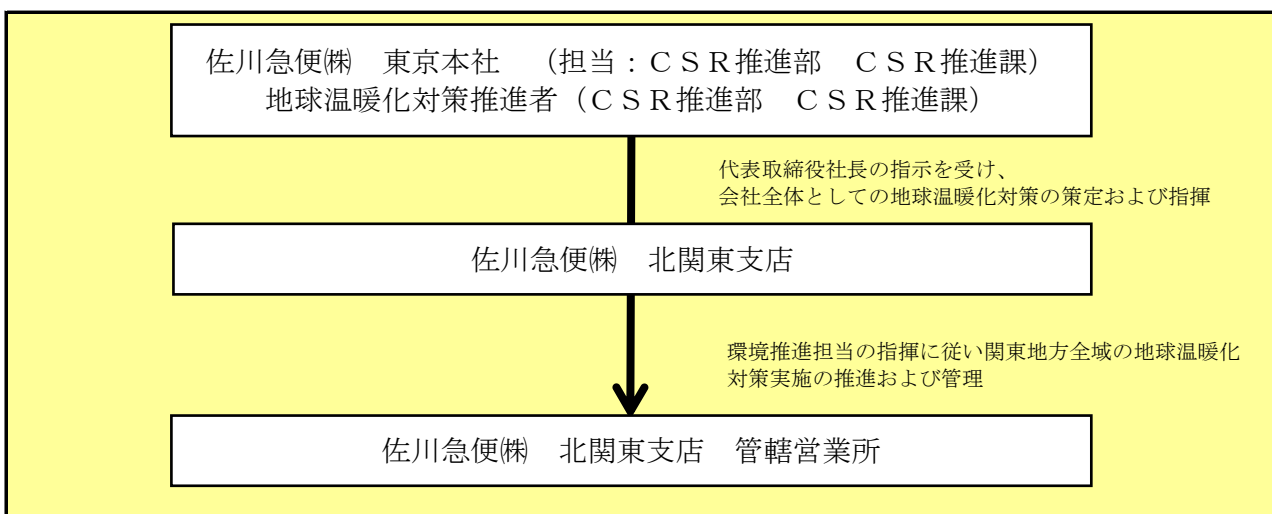 佐川急便㈱　東京本社　（担当：ＣＳＲ推進部　ＣＳＲ推進課）
地球温暖化対策推進者（ＣＳＲ推進部　ＣＳＲ推進課）
代表取締役社長の指示を受け、
会社全体としての地球温暖化対策の策定および指揮
佐川急便㈱　北関東支店
環境推進担当の指揮に従い関東地方全域の地球温暖化
対策実施の推進および管理
佐川急便㈱　北関東支店　管轄営業所